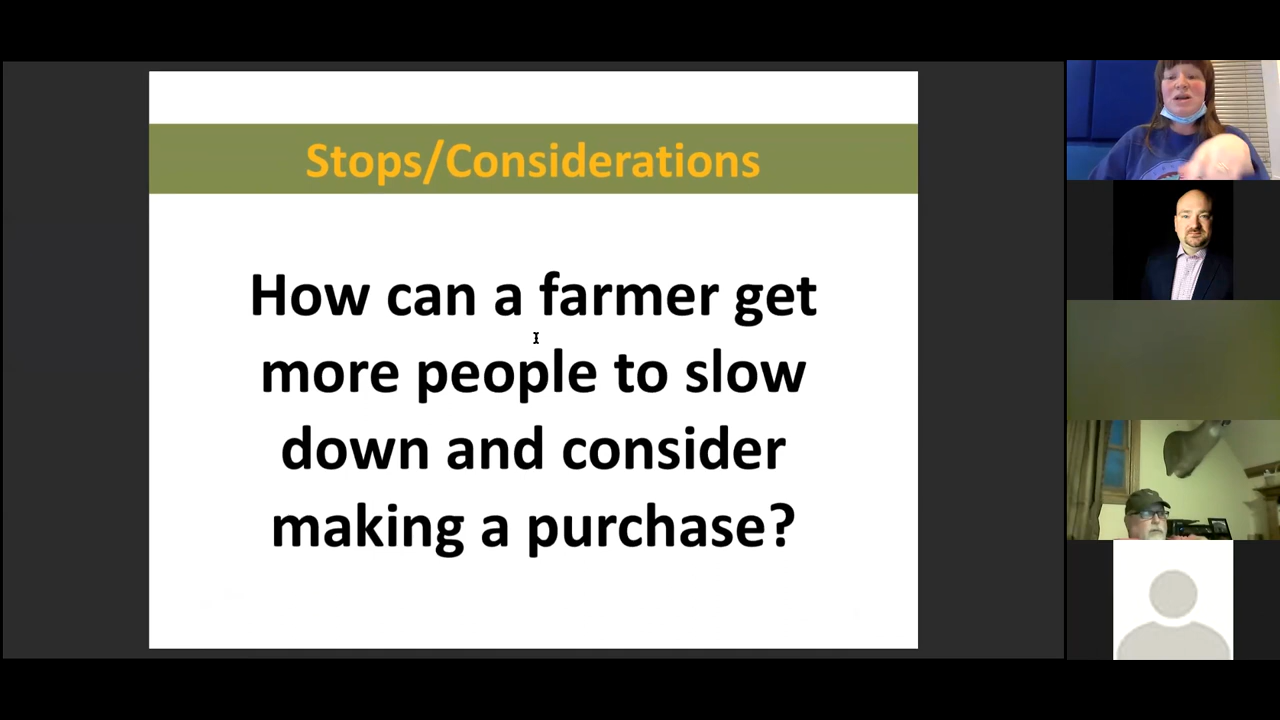 Stops/Considerations
How can a farmer get
more people to slow
down and consider
making a purchase?